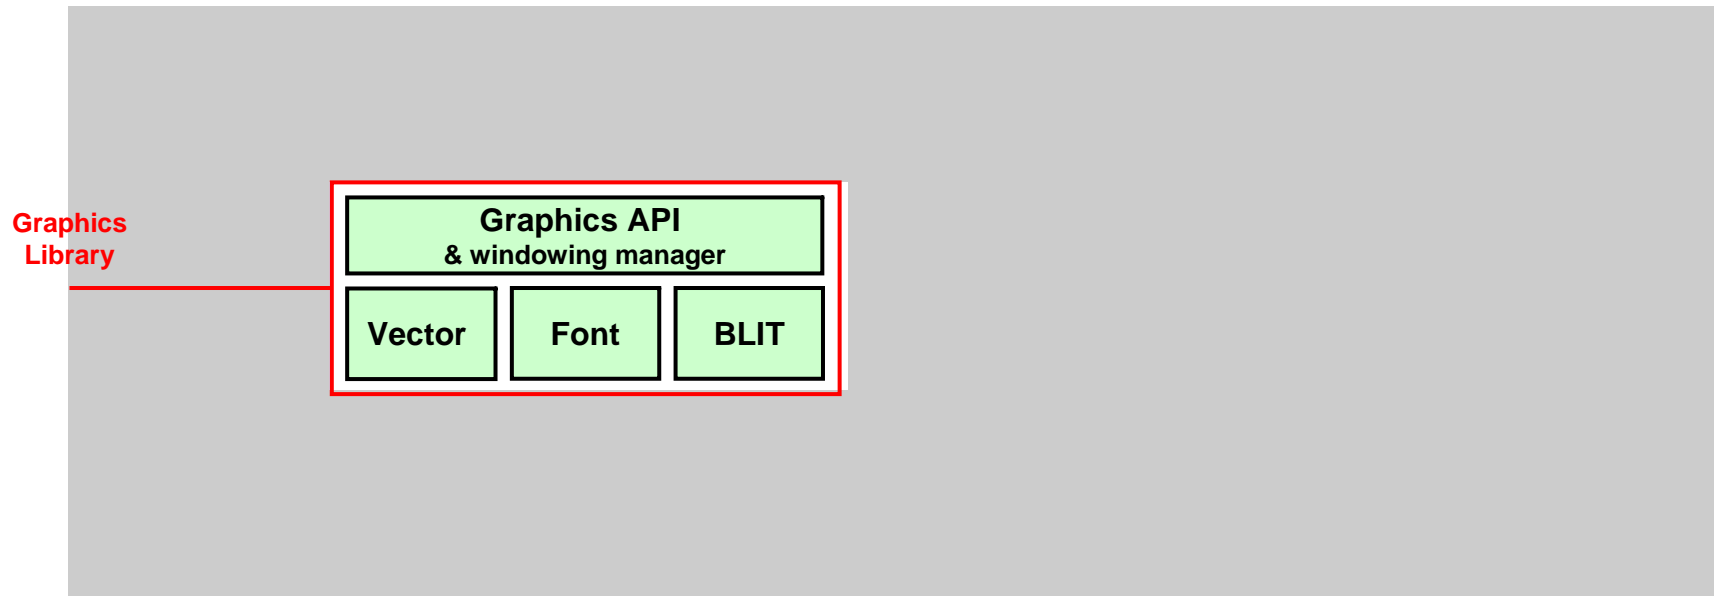 Graphics
Library
Graphics API
& windowing manager
Vector
Font
BLIT